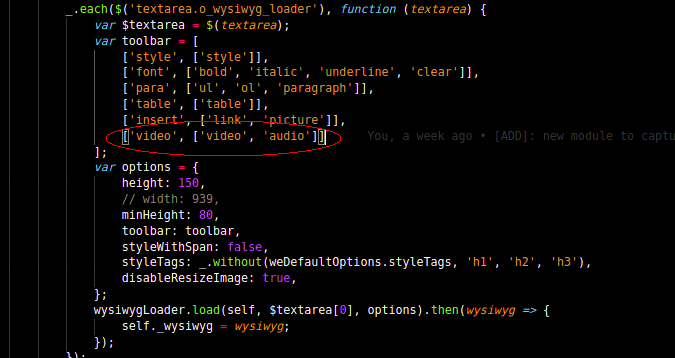 _.each($('textarea.o_wysiwyg_loader'), function (textarea) {
var $textarea = $(textarea);
var toolbar = [
['style', ['style']],
['font', ['bold', 'italic', 'underline', 'clear']],
['para', ['ul', 'ol', 'paragraph']],
['table', ['table']],
['insert', ['link', 'picture']],
['video', ['video', 'audio']] You, a week ago • [ADD]: new module to captu
];
var options = {
height: 150,
// width: 939,
minHeight: 80,
toolbar: toolbar,
styleWithSpan: false,
styleTags: _.without(weDefaultOptions.styleTags, 'h1', 'h2', 'h3'),
disableResizeImage: true,
};
wysiwygLoader.load(self, $textarea[0], options).then(wysiwyg => {
self._wysiwyg = wysiwyg;
});
});